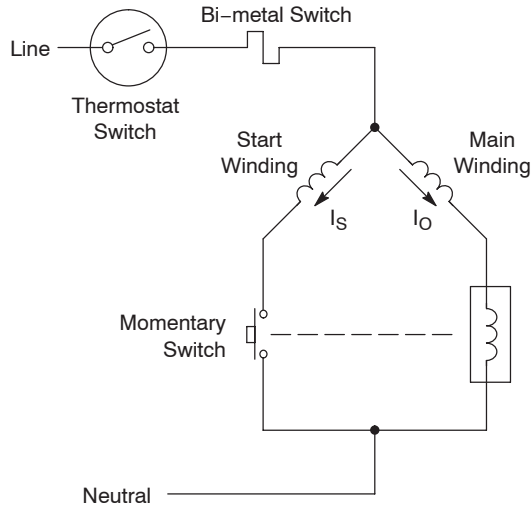 Bi–metal Switch
Line
Thermostat
Switch
Start
Winding
Main
Winding
IS
IO
Momentary
Switch
Neutral